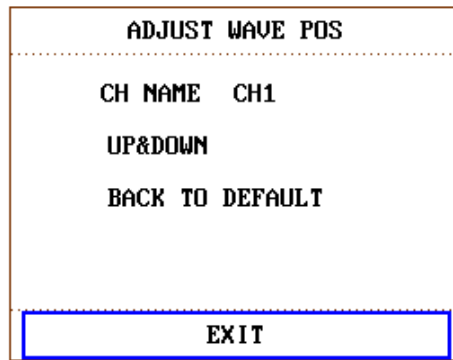 ADJUST WAVE POS
CH NAME CH1
UP&DOWN
BACK TO DEFAULT
EXIT